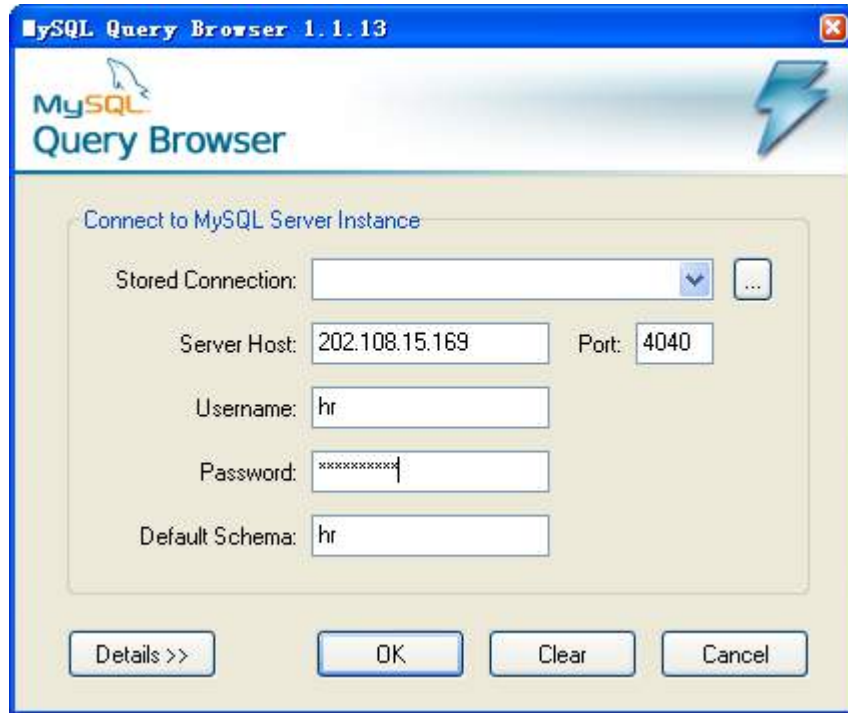 MySQL Query Browser 1.1.13
MySQL
Query Browser
Connect to MySQL Server Instance
Stored Connection: ...
Server Host: 202.108.15.169 Port: 4040
Username: hr
Password: **********
Default Schema: hr
Details >> OK Clear Cancel